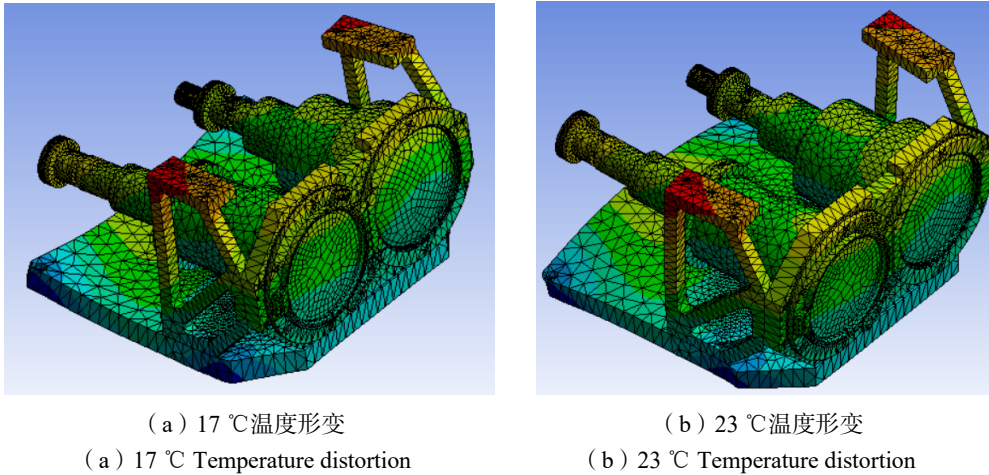 （a）17 ℃温度形变
（b）23 ℃温度形变
（a）17 ℃ Temperature distortion
（b）23 ℃ Temperature distortion